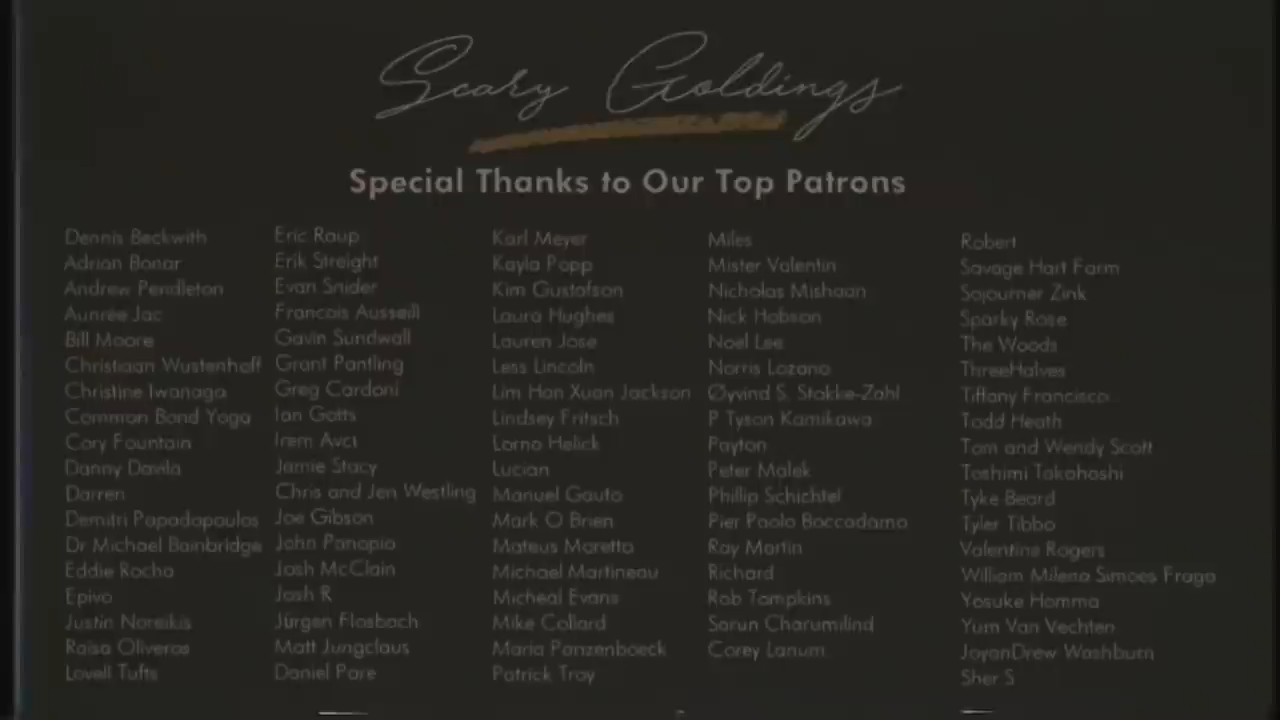 Scary Goldings
Special Thanks to Our Top Patrons
Dennis Beckwith
Adrian Bonar
Andrew Pendleton
Aunrée Jac
Bill Moore
Christiaan Wustenhoff
Christine Iwanaga
Common Bond Yoga
Cory Fountain
Danny Davila
Darren
Demitri Papadapoulos
Dr Michael Bainbridge
Eddie Rocha
Epivo
Justin Noreikis
Raisa Oliveros
Lovell Tufts
Eric Raup
Erik Streight
Evan Snider
Francois Ausseill
Gavin Sundwall
Grant Pantling
Greg Cardoni
Ian Gotts
Irem Avci
Jamie Stacy
Chris and Jen Westling
Joe Gibson
John Panopio
Josh McClain
Josh R
Jürgen Flosbach
Matt Jungclaus
Daniel Pare
Karl Meyer
Kayla Popp
Kim Gustafson
Laura Hughes
Lauren Jose
Less Lincoln
Lim Han Xuan Jackson
Lindsey Fritsch
Lorna Helick
Lucian
Manuel Gauto
Mark O Brien
Mateus Moretto
Michael Martineau
Micheal Evans
Mike Collard
Maria Panzenboeck
Patrick Troy
Miles
Mister Valentin
Nicholas Mishaan
Nick Hobson
Noel Lee
Norris Lozano
Øyvind S. Stakke-Zahl
P Tyson Kamikawa
Payton
Peter Malek
Phillip Schichtel
Pier Paolo Boccadamo
Ray Martin
Richard
Rob Tompkins
Sarun Charumilind
Corey Lanum
Robert
Savage Hart Farm
Sojourner Zink
Sparky Rose
The Woods
ThreeHalves
Tiffany Francisco
Todd Heath
Tom and Wendy Scott
Toshimi Takahashi
Tyke Beard
Tyler Tibbo
Valentine Rogers
William Milena Simoes Fraga
Yosuke Homma
Yum Van Vechten
JoyanDrew Washburn
Sher S